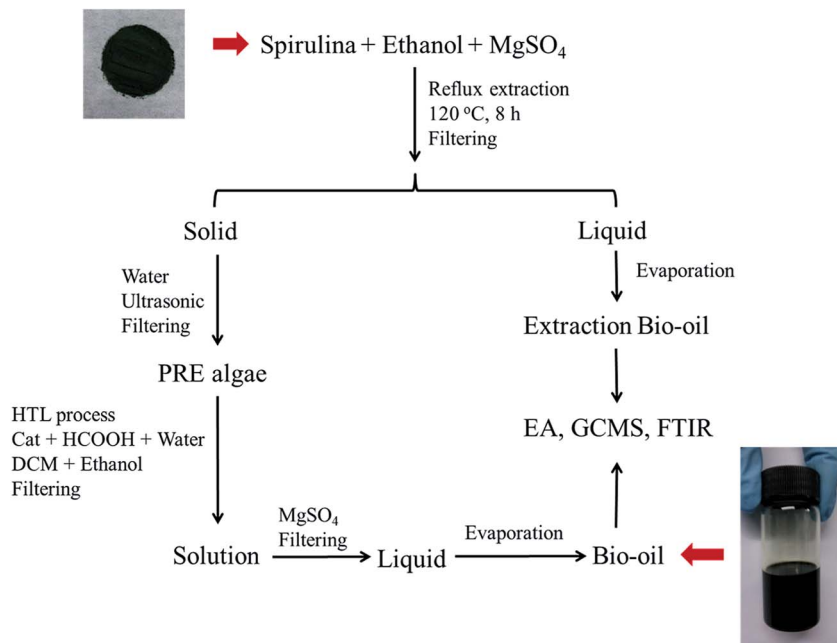 Spirulina + Ethanol + MgSO₄
Reflux extraction
120 °C, 8 h
Filtering
Solid
Liquid
Water
Ultrasonic
Filtering
Evaporation
PRE algae
Extraction Bio-oil
HTL process
Cat + HCOOH + Water
DCM + Ethanol
Filtering
EA, GCMS, FTIR
Solution
MgSO₄
Filtering
Liquid
Evaporation
Bio-oil